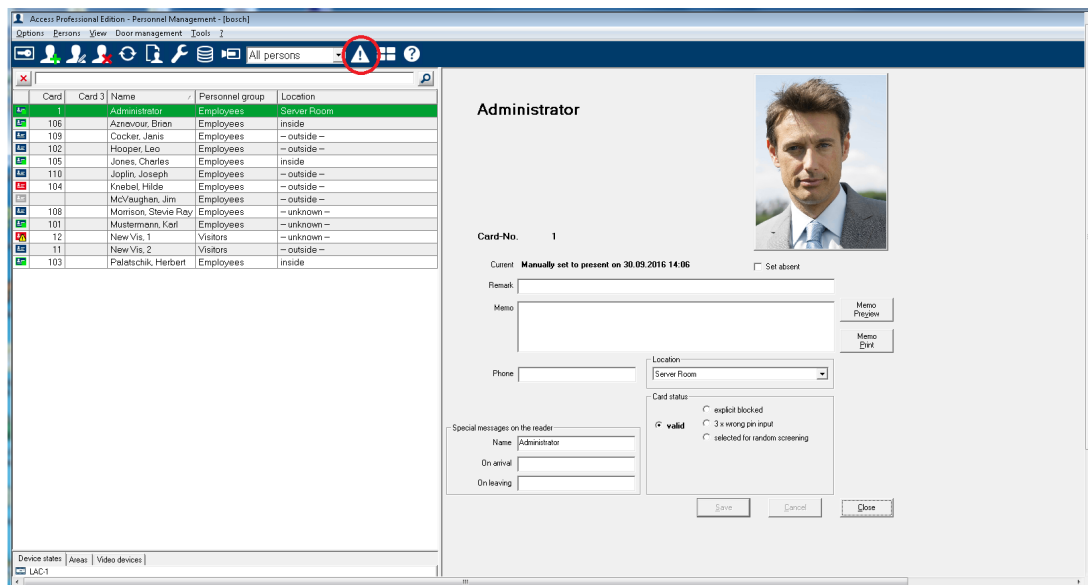 Access Professional Edition - Personnel Management - [bosch]
Options Persons View Door management Tools ?
All persons
Card Card 3 Name Personnel group Location
1 Administrator Employees Server Room
106 Aznavour, Brian Employees inside
109 Cocker, Janis Employees – outside –
102 Hooper, Leo Employees – outside –
105 Jones, Charles Employees inside
110 Joplin, Joseph Employees – outside –
104 Knebel, Hilde Employees – outside –
McVaughan, Jim Employees – outside –
108 Morrison, Stevie Ray Employees – unknown –
101 Mustermann, Karl Employees – unknown –
12 New Vis, 1 Visitors – unknown –
11 New Vis, 2 Visitors – outside –
103 Palatschik, Herbert Employees inside
Device states Areas Video devices
LAC-1
Administrator
Card-No. 1
Current Manually set to present on 30.09.2016 14:06 Set absent
Remark
Memo
Memo Preview
Memo Print
Phone
Location
Server Room
Card status
valid
explicit blocked
3 x wrong pin input
selected for random screening
Special messages on the reader
Name Administrator
On arrival
On leaving
Save Cancel Close